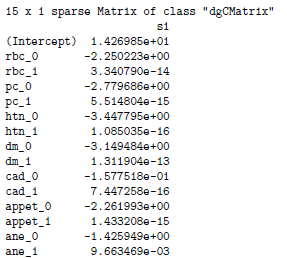 15 x 1 sparse Matrix of class "dgCMatrix"
s1
(Intercept) 1.426985e+01
rbc_0 -2.250223e+00
rbc_1 3.340790e-14
pc_0 -2.779686e+00
pc_1 5.514804e-15
htn_0 -3.447795e+00
htn_1 1.085035e-16
dm_0 -3.149484e+00
dm_1 1.311904e-13
cad_0 -1.577518e-01
cad_1 7.447258e-16
appet_0 -2.261993e+00
appet_1 1.433208e-15
ane_0 -1.425949e+00
ane_1 9.663469e-03